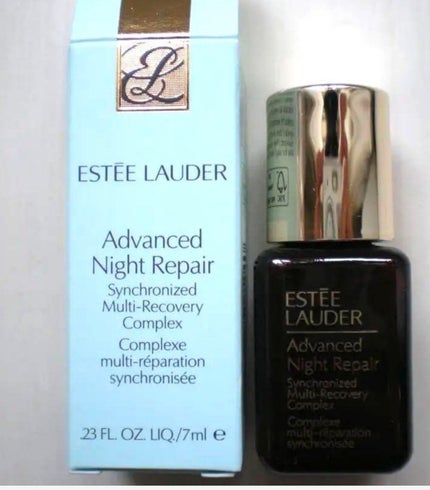 EL
ESTĒE LAUDER
Advanced
Night Repair
Synchronized
Multi-Recovery
Complex
Complexe
multi-réparation
synchronisée
.23 FL. OZ. LIQ./7ml e
ESTĒE
LAUDER
Advanced
Night Repair
Synchronized
Multi-Recovery
Complex
Complexe
multi-réparation
synchronisée